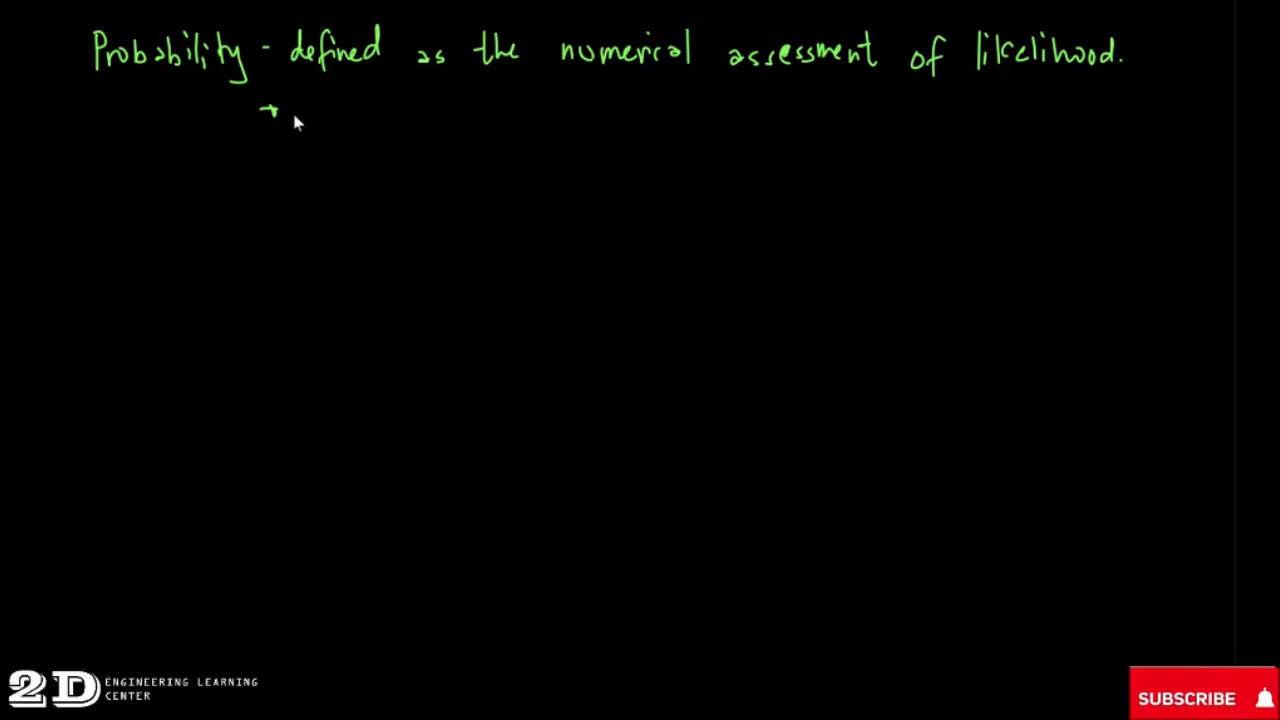 Probability - defined as the numerical assessment of likelihood.
2D ENGINEERING LEARNING
CENTER
SUBSCRIBE